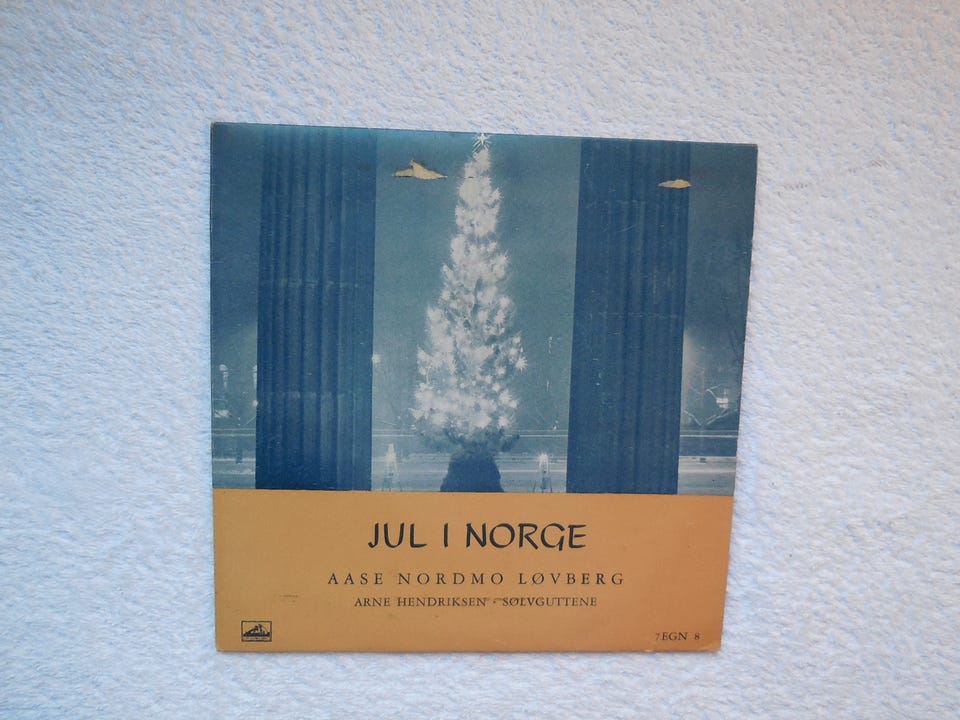 JUL I NORGE
AASE NORDMO LØVBERG
ARNE HENDRIKSEN · SØLVGUTTENE
7EGN 8